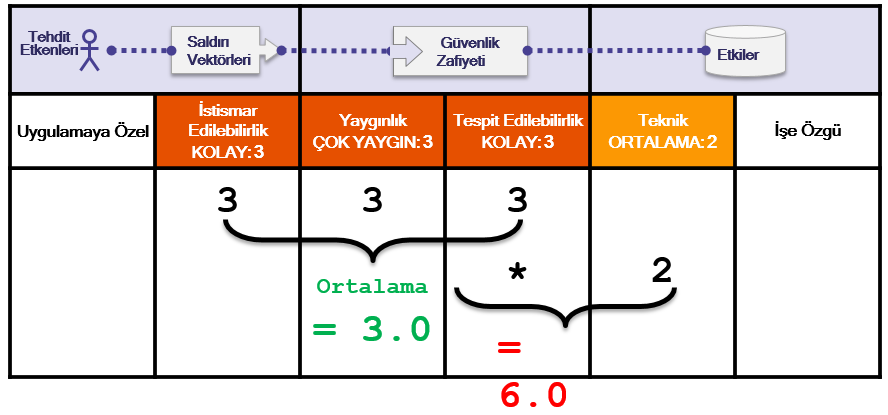 Tehdit
Etkenleri
Saldırı
Vektörleri
Güvenlik
Zafiyeti
Etkiler
Uygulamaya Özel
İstismar
Edilebilirlik
KOLAY: 3
Yaygınlık
ÇOK YAYGIN: 3
Tespit Edilebilirlik
KOLAY: 3
Teknik
ORTALAMA: 2
İşe Özgü
3 3 3
* 2
Ortalama
= 3.0
=
6.0